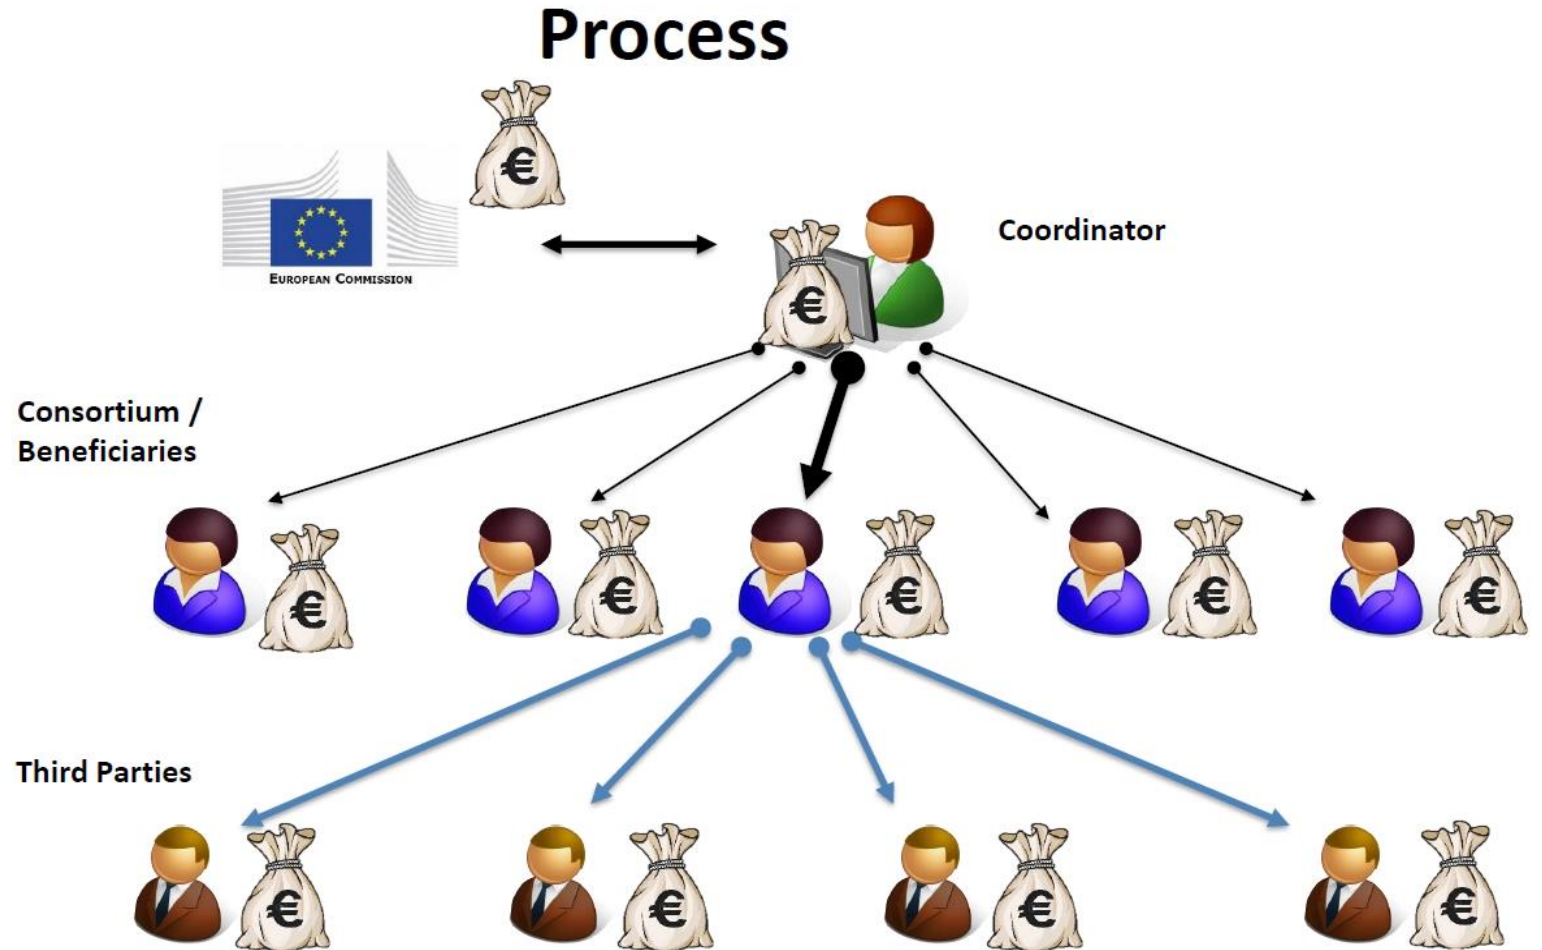 Process
€
EUROPEAN COMMISSION
Coordinator
€
Consortium /
Beneficiaries
€
€
€
€
€
Third Parties
€
€
€
€